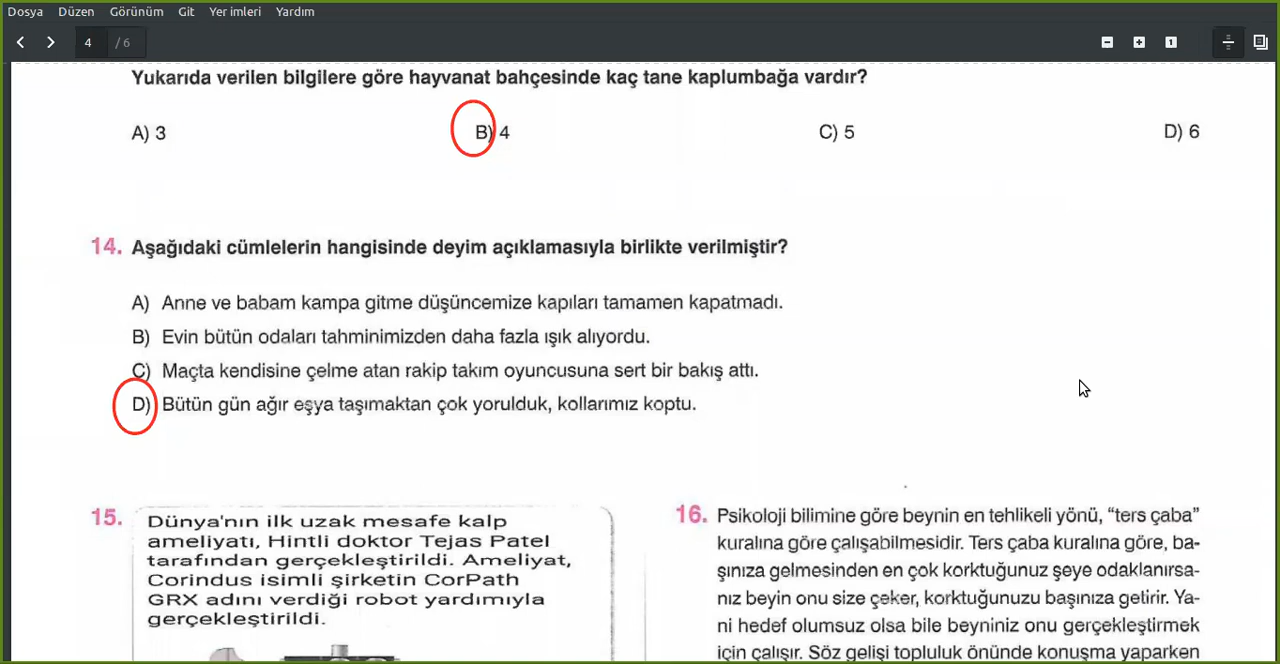 Dosya Düzen Görünüm Git Yer imleri Yardım
4 / 6
Yukarıda verilen bilgilere göre hayvanat bahçesinde kaç tane kaplumbağa vardır?
A) 3 B) 4 C) 5 D) 6
14. Aşağıdaki cümlelerin hangisinde deyim açıklamasıyla birlikte verilmiştir?
A) Anne ve babam kampa gitme düşüncemize kapıları tamamen kapatmadı.
B) Evin bütün odaları tahminimizden daha fazla ışık alıyordu.
C) Maçta kendisine çelme atan rakip takım oyuncusuna sert bir bakış attı.
D) Bütün gün ağır eşya taşımaktan çok yorulduk, kollarımız koptu.
15. Dünya'nın ilk uzak mesafe kalp
ameliyatı, Hintli doktor Tejas Patel
tarafından gerçekleştirildi. Ameliyat,
Corindus isimli şirketin CorPath
GRX adını verdiği robot yardımıyla
gerçekleştirildi.
16. Psikoloji bilimine göre beynin en tehlikeli yönü, “ters çaba”
kuralına göre çalışabilmesidir. Ters çaba kuralına göre, ba-
şınıza gelmesinden en çok korktuğunuz şeye odaklanırsa-
nız beyin onu size çeker, korktuğunuzu başınıza getirir. Ya-
ni hedef olumsuz olsa bile beyniniz onu gerçekleştirmek
için çalışır. Söz gelişi topluluk önünde konuşma yaparken